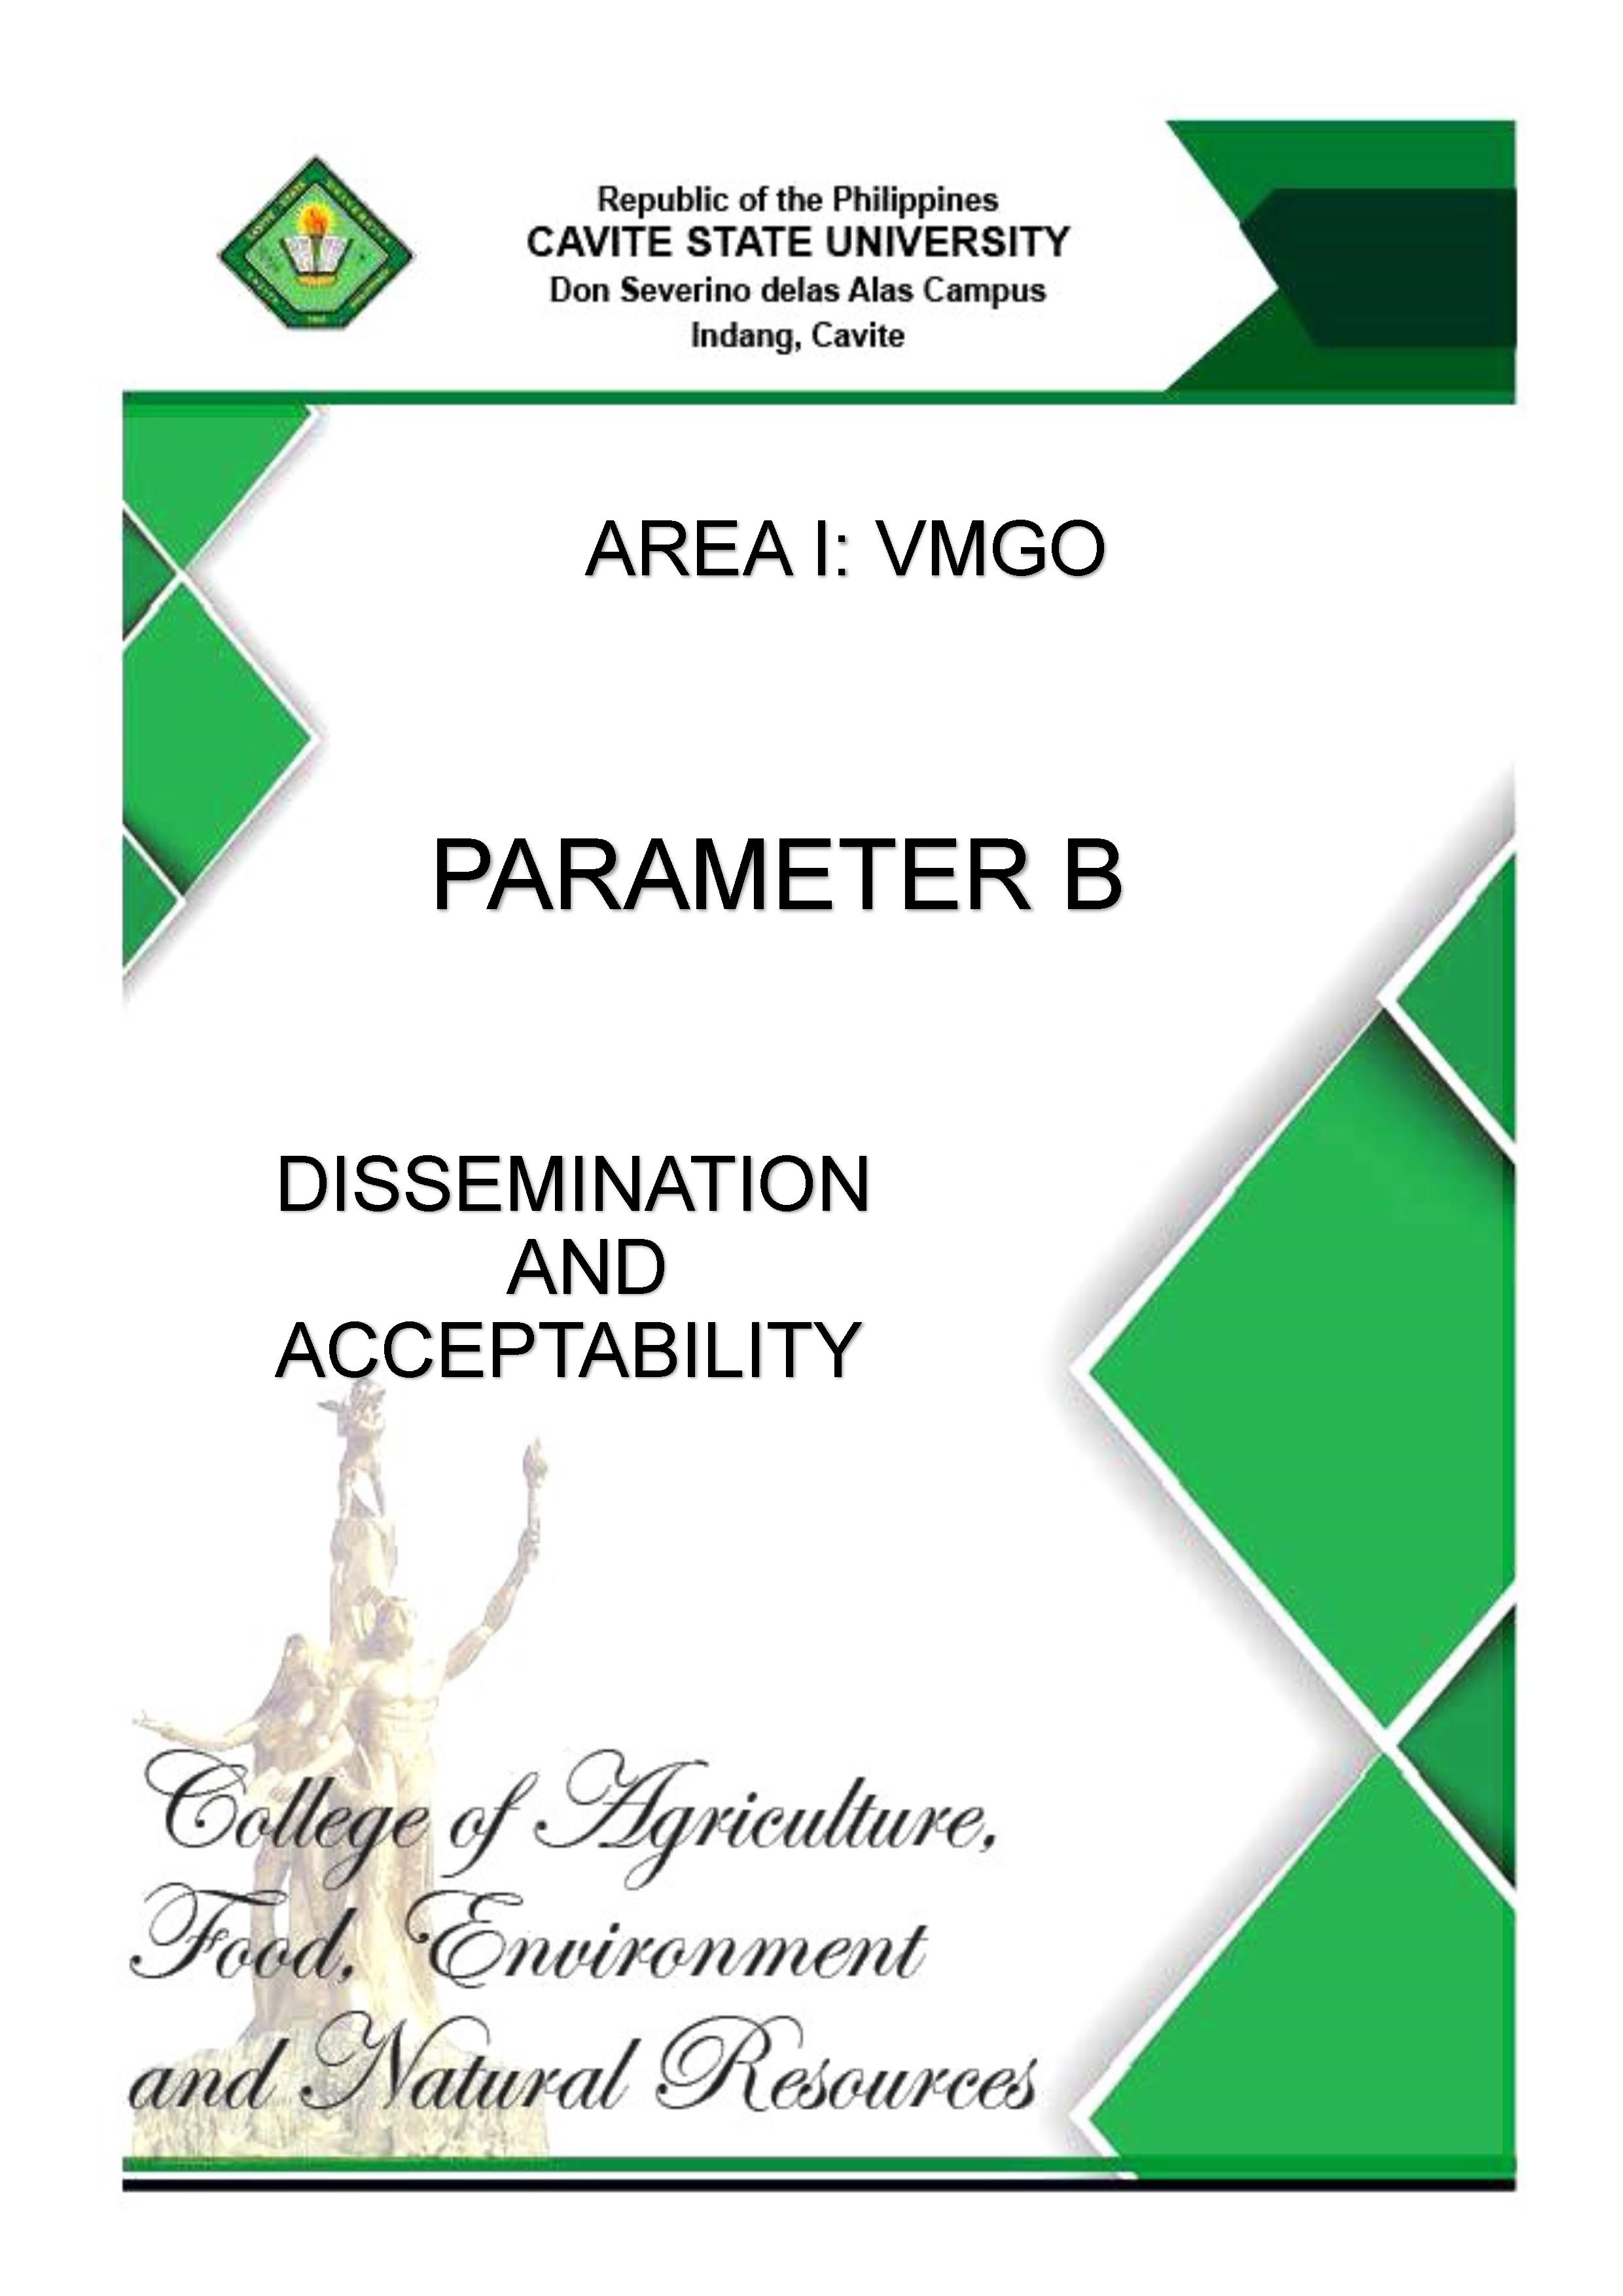 Republic of the Philippines
CAVITE STATE UNIVERSITY
Don Severino delas Alas Campus
Indang, Cavite
AREA I: VMGO
PARAMETER B
DISSEMINATION
AND
ACCEPTABILITY
College of Agriculture,
Food, Environment
and Natural Resources